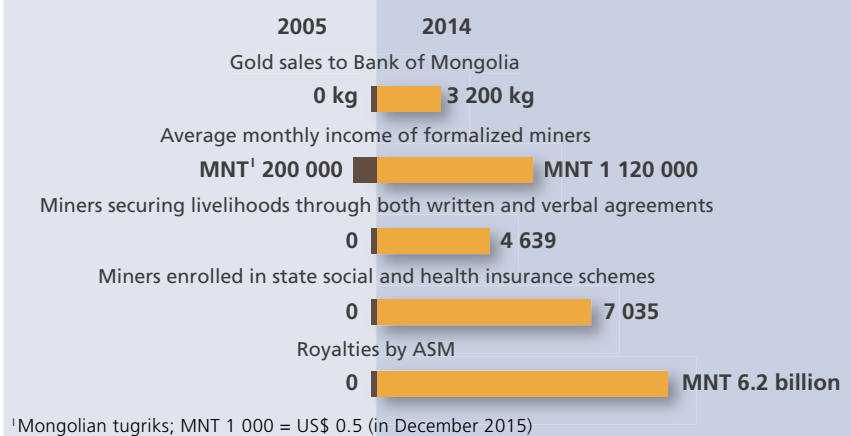 2005 2014
Gold sales to Bank of Mongolia
0 kg 3 200 kg
Average monthly income of formalized miners
MNT¹ 200 000 MNT 1 120 000
Miners securing livelihoods through both written and verbal agreements
0 4 639
Miners enrolled in state social and health insurance schemes
0 7 035
Royalties by ASM
0 MNT 6.2 billion
¹Mongolian tugriks; MNT 1 000 = US$ 0.5 (in December 2015)